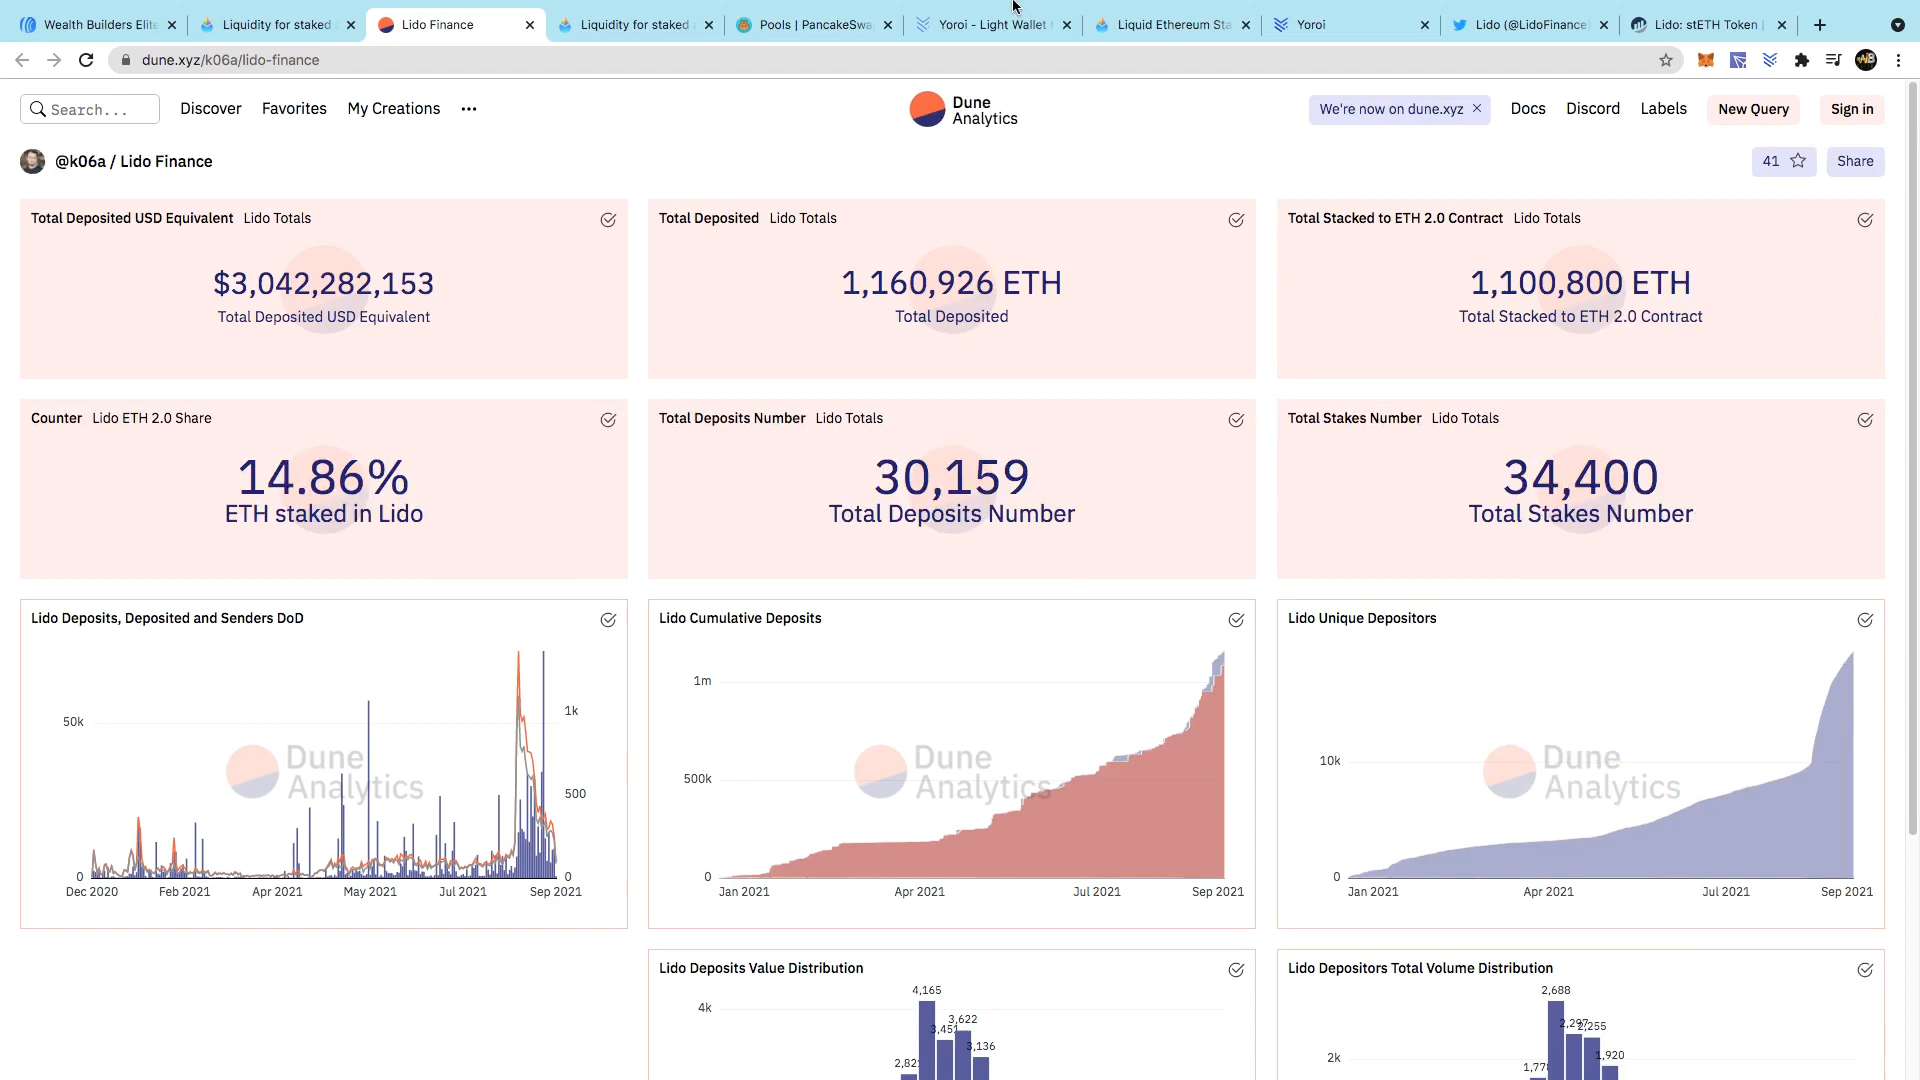 Wealth Builders Elite
Liquidity for staked
Lido Finance
Liquidity for staked
Pools | PancakeSwa
Yoroi - Light Wallet f
Liquid Ethereum Sta
Yoroi
Lido (@LidoFinance)
Lido: stETH Token |
dune.xyz/k06a/lido-finance
Search...
Discover
Favorites
My Creations
Dune
Analytics
We're now on dune.xyz
Docs
Discord
Labels
New Query
Sign in
@k06a / Lido Finance
41
Share
Total Deposited USD Equivalent Lido Totals
$3,042,282,153
Total Deposited USD Equivalent
Total Deposited Lido Totals
1,160,926 ETH
Total Deposited
Total Stacked to ETH 2.0 Contract Lido Totals
1,100,800 ETH
Total Stacked to ETH 2.0 Contract
Counter Lido ETH 2.0 Share
14.86%
ETH staked in Lido
Total Deposits Number Lido Totals
30,159
Total Deposits Number
Total Stakes Number Lido Totals
34,400
Total Stakes Number
Lido Deposits, Deposited and Senders DoD
50k
0
1k
500
0
Dune
Analytics
Dec 2020 Feb 2021 Apr 2021 May 2021 Jul 2021 Sep 2021
Lido Cumulative Deposits
1m
500k
0
Dune
Analytics
Jan 2021 Apr 2021 Jul 2021 Sep 2021
Lido Unique Depositors
10k
0
Dune
Analytics
Jan 2021 Apr 2021 Jul 2021 Sep 2021
Lido Deposits Value Distribution
4k
4,165
3,622
3,451
3,136
Lido Depositors Total Volume Distribution
2k
2,688
2,297
2,255
1,920